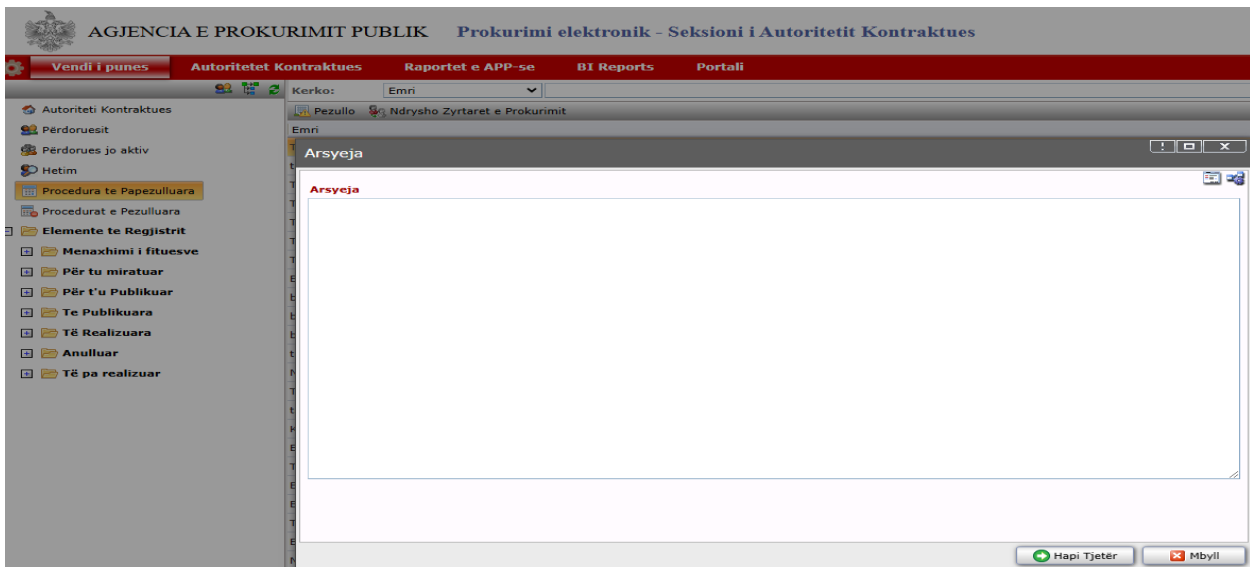 AGJENCIA E PROKURIMIT PUBLIK Prokurimi elektronik - Seksioni i Autoritetit Kontraktues
Vendi i punes Autoritetet Kontraktues Raportet e APP-se BI Reports Portali
Kerko: Emri
Autoriteti Kontraktues
Pezullo Ndrysho Zyrtaret e Prokurimit
Përdoruesit
Emri
Përdorues jo aktiv
Arsyeja
Hetim
Procedura te Papezulluara
Arsyeja
Procedurat e Pezulluara
Elemente te Regjistrit
Menaxhimi i fituesve
Për tu miratuar
Për t'u Publikuar
Te Publikuara
Të Realizuara
Anulluar
Të pa realizuar
Hapi Tjetër Mbyll